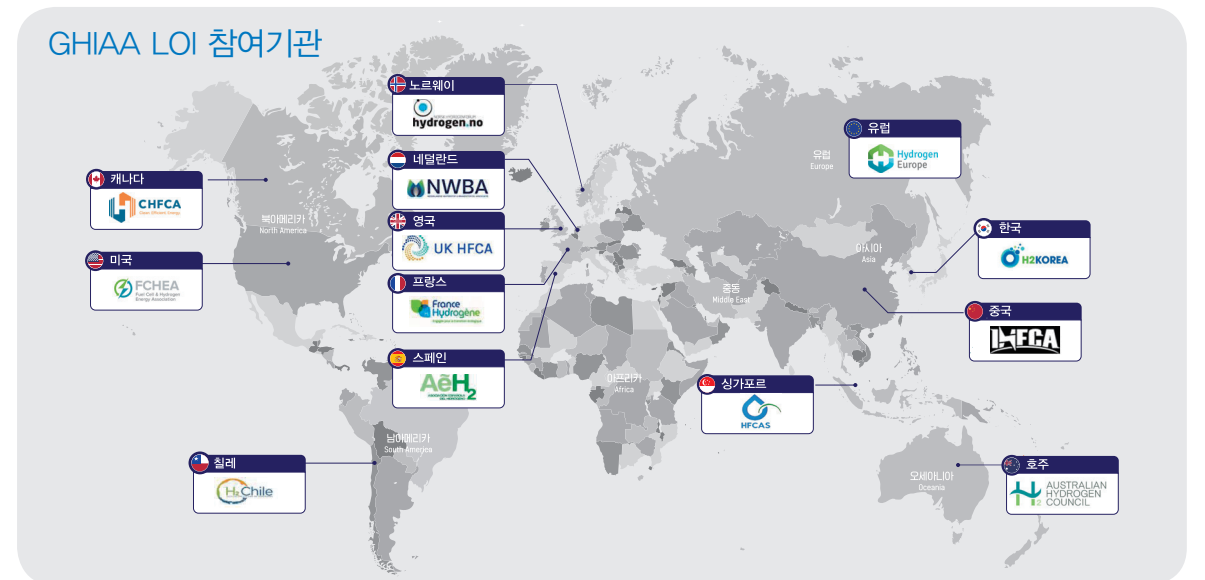 GHIAA LOI 참여기관
노르웨이
hydrogen.no
유럽
Hydrogen
Europe
유럽
Europe
네덜란드
NWBA
캐나다
CHFCA
Clean. Efficient. Energy.
북아메리카
North America
영국
UK HFCA
한국
H2KOREA
아시아
Asia
미국
FCHEA
Fuel Cell & Hydrogen
Energy Association
프랑스
France
Hydrogène
중동
Middle East
중국
IHFCA
스페인
AeH2
아프리카
Africa
싱가포르
HFCAS
남아메리카
South America
칠레
H2Chile
오세아니아
Oceania
호주
H2
AUSTRALIAN
HYDROGEN
COUNCIL